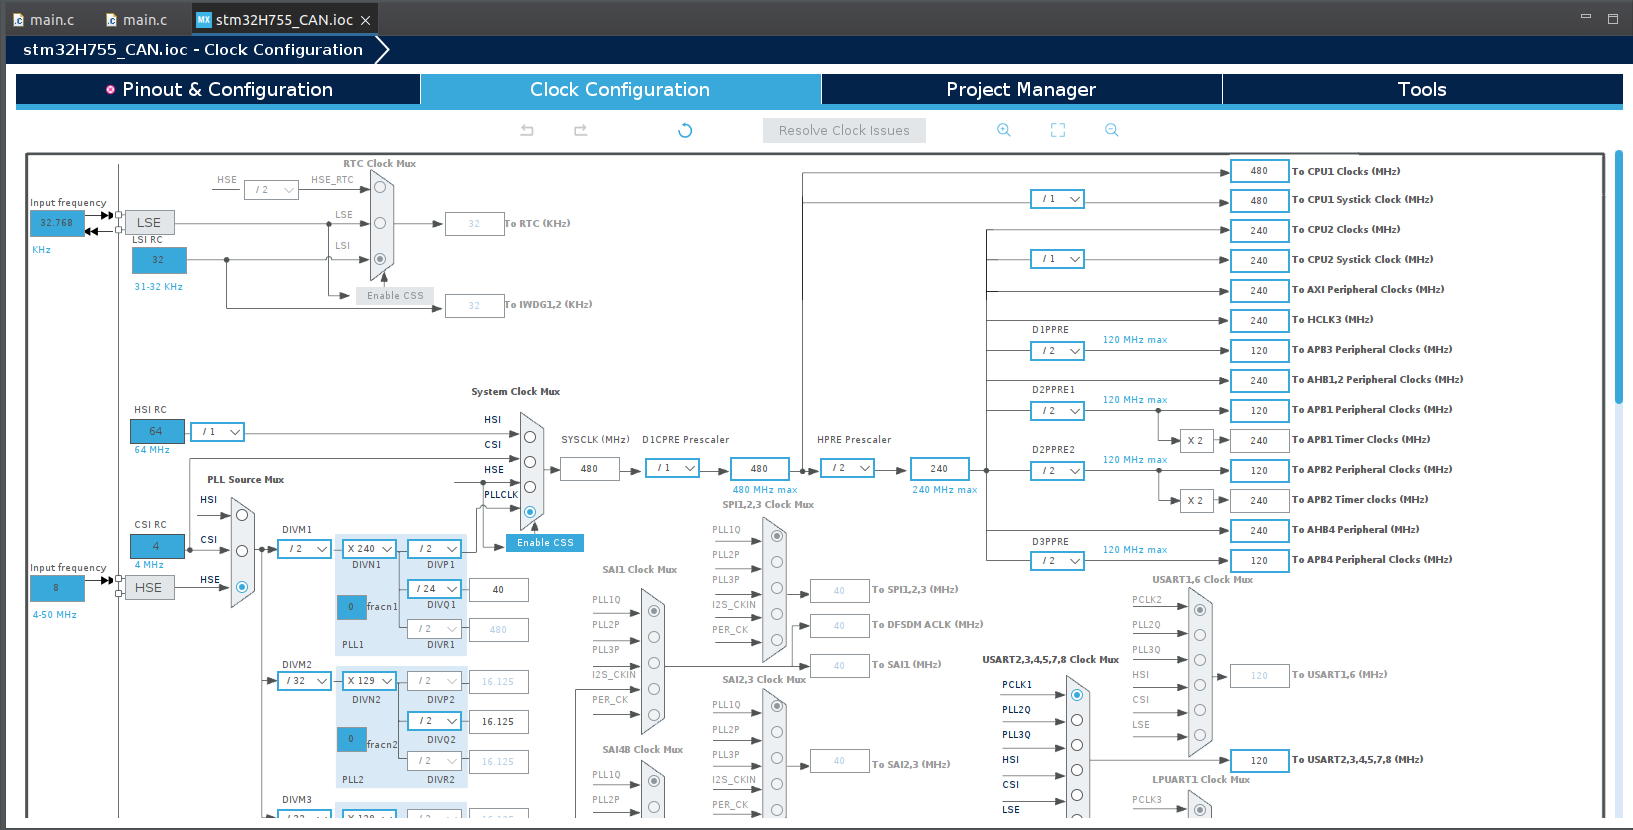 main.c
main.c
MX stm32H755_CAN.ioc
stm32H755_CAN.ioc - Clock Configuration
Pinout & Configuration
Clock Configuration
Project Manager
Tools
Resolve Clock Issues
RTC Clock Mux
HSE
/ 2
HSE_RTC
Input frequency
32.768
KHz
LSE
LSE
32
To RTC (KHz)
LSI RC
LSI
32
31-32 KHz
Enable CSS
32
To IWDG1,2 (KHz)
480
To CPU1 Clocks (MHz)
/ 1
480
To CPU1 Systick Clock (MHz)
240
To CPU2 Clocks (MHz)
/ 1
240
To CPU2 Systick Clock (MHz)
240
To AXI Peripheral Clocks (MHz)
240
To HCLK3 (MHz)
D1PPRE
/ 2
120 MHz max
120
To APB3 Peripheral Clocks (MHz)
240
To AHB1,2 Peripheral Clocks (MHz)
D2PPRE1
/ 2
120 MHz max
120
To APB1 Peripheral Clocks (MHz)
X 2
240
To APB1 Timer Clocks (MHz)
D2PPRE2
/ 2
120 MHz max
120
To APB2 Peripheral Clocks (MHz)
X 2
240
To APB2 Timer clocks (MHz)
240
To AHB4 Peripheral (MHz)
D3PPRE
/ 2
120 MHz max
120
To APB4 Peripheral Clocks (MHz)
System Clock Mux
HSI RC
64
64 MHz
/ 1
HSI
CSI
HSE
PLLCLK
Enable CSS
SYSCLK (MHz)
480
D1CPRE Prescaler
/ 1
480
480 MHz max
HPRE Prescaler
/ 2
240
240 MHz max
PLL Source Mux
HSI
CSI RC
4
4 MHz
CSI
Input frequency
8
4-50 MHz
HSE
HSE
DIVM1
/ 2
X 240
DIVN1
/ 2
DIVP1
/ 24
40
0
fracn1
DIVQ1
/ 2
480
PLL1
DIVR1
DIVM2
/ 32
X 129
DIVN2
/ 2
16.125
DIVP2
/ 2
16.125
0
fracn2
DIVQ2
/ 2
16.125
PLL2
DIVR2
DIVM3
/ 32
X 129
/ 2
16.125
SPI1,2,3 Clock Mux
PLL1Q
PLL2P
PLL3P
I2S_CKIN
PER_CK
40
To SPI1,2,3 (MHz)
40
To DFSDM ACLK (MHz)
SAI1 Clock Mux
PLL1Q
PLL2P
PLL3P
I2S_CKIN
PER_CK
40
To SAI1 (MHz)
SAI2,3 Clock Mux
PLL1Q
PLL2P
PLL3P
I2S_CKIN
PER_CK
40
To SAI2,3 (MHz)
SAI4B Clock Mux
PLL1Q
PLL2P
USART1,6 Clock Mux
PCLK2
PLL2Q
PLL3Q
HSI
CSI
LSE
120
To USART1,6 (MHz)
USART2,3,4,5,7,8 Clock Mux
PCLK1
PLL2Q
PLL3Q
HSI
CSI
LSE
120
To USART2,3,4,5,7,8 (MHz)
LPUART1 Clock Mux
PCLK3